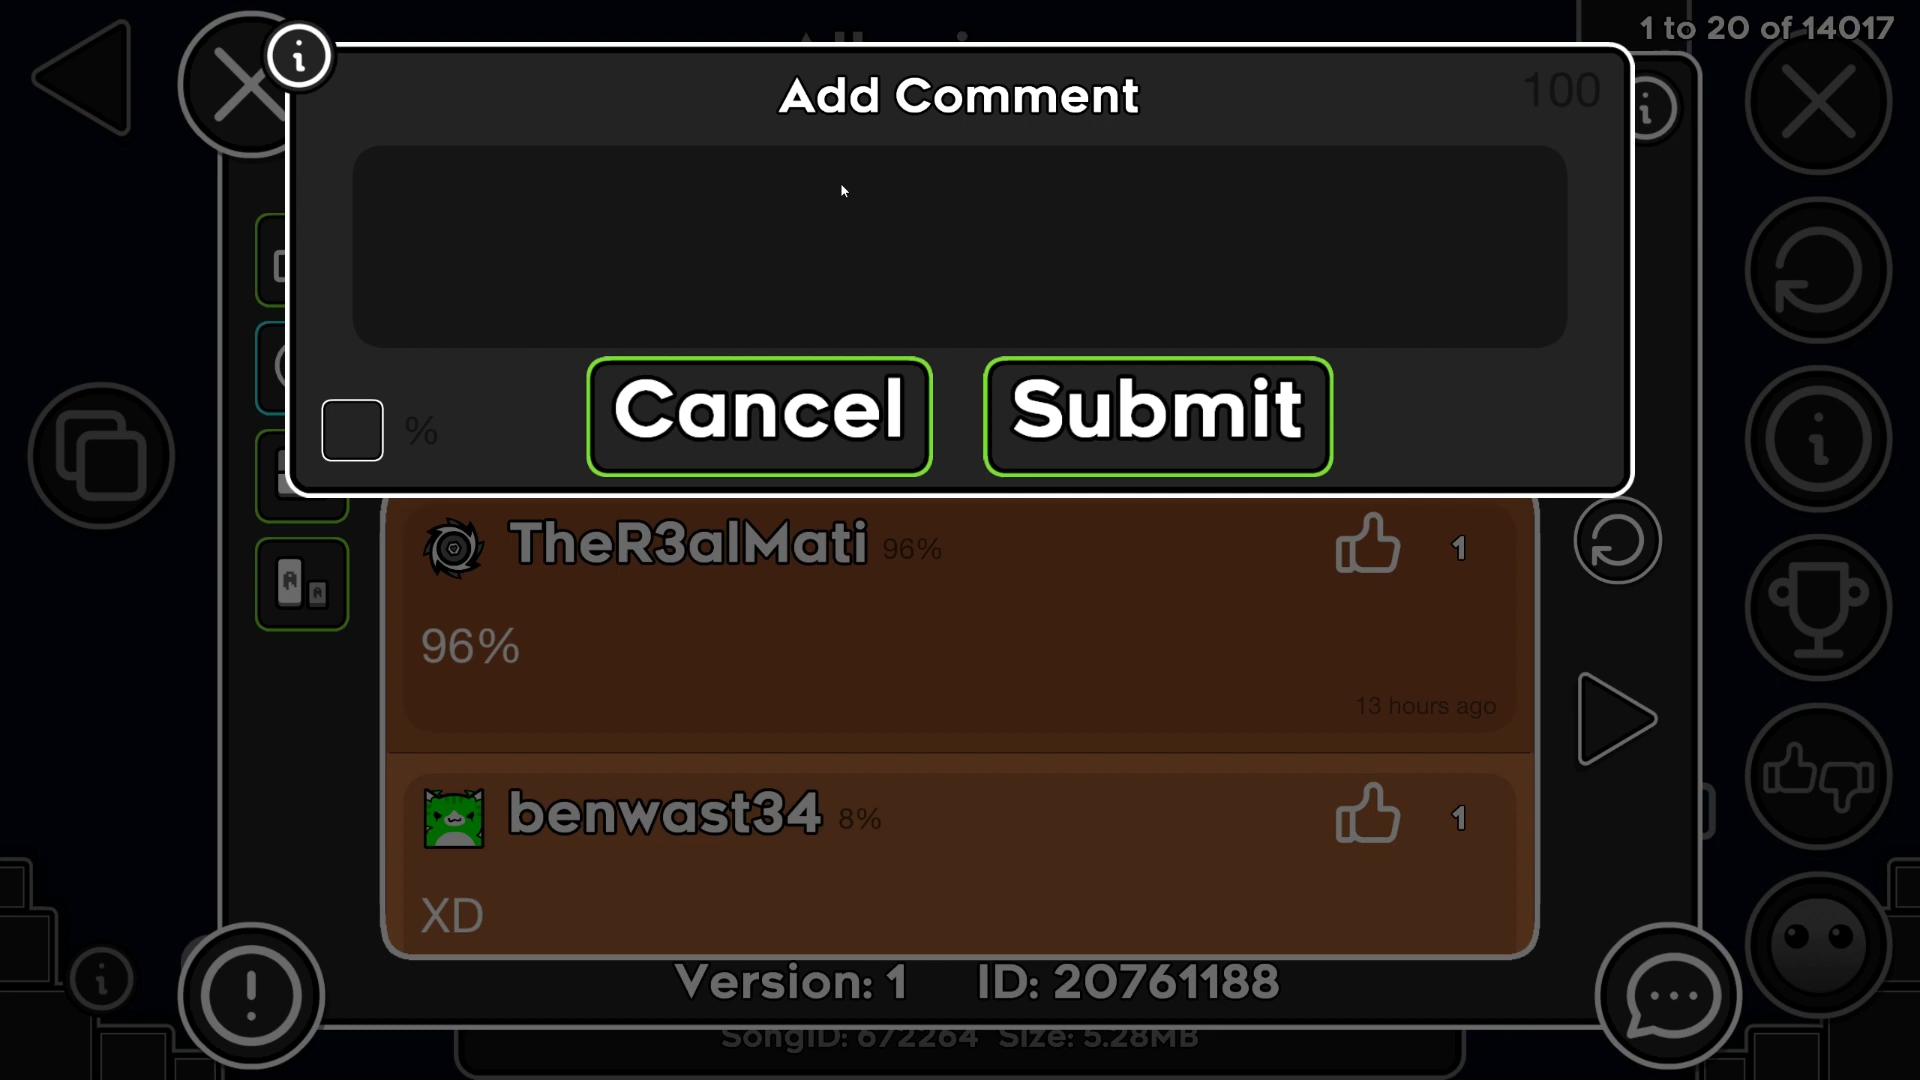 1 to 20 of 14017
Add Comment
100
%
Cancel
Submit
TheR3alMati 96%
1
96%
13 hours ago
benwast34 8%
1
XD
Version: 1 ID: 20761188
SongID: 672264 Size: 5.28MB